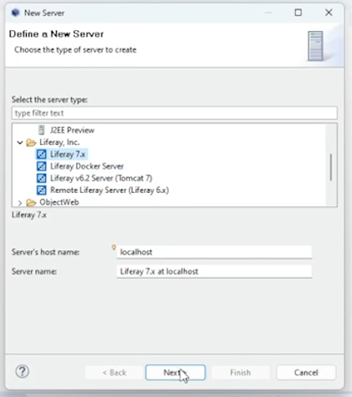 New Server
Define a New Server
Choose the type of server to create
Select the server type:
type filter text
J2EE Preview
Liferay, Inc.
Liferay 7.x
Liferay Docker Server
Liferay v6.2 Server (Tomcat 7)
Remote Liferay Server (Liferay 6.x)
ObjectWeb
Liferay 7.x
Server's host name: localhost
Server name: Liferay 7.x at localhost
? < Back Next > Finish Cancel